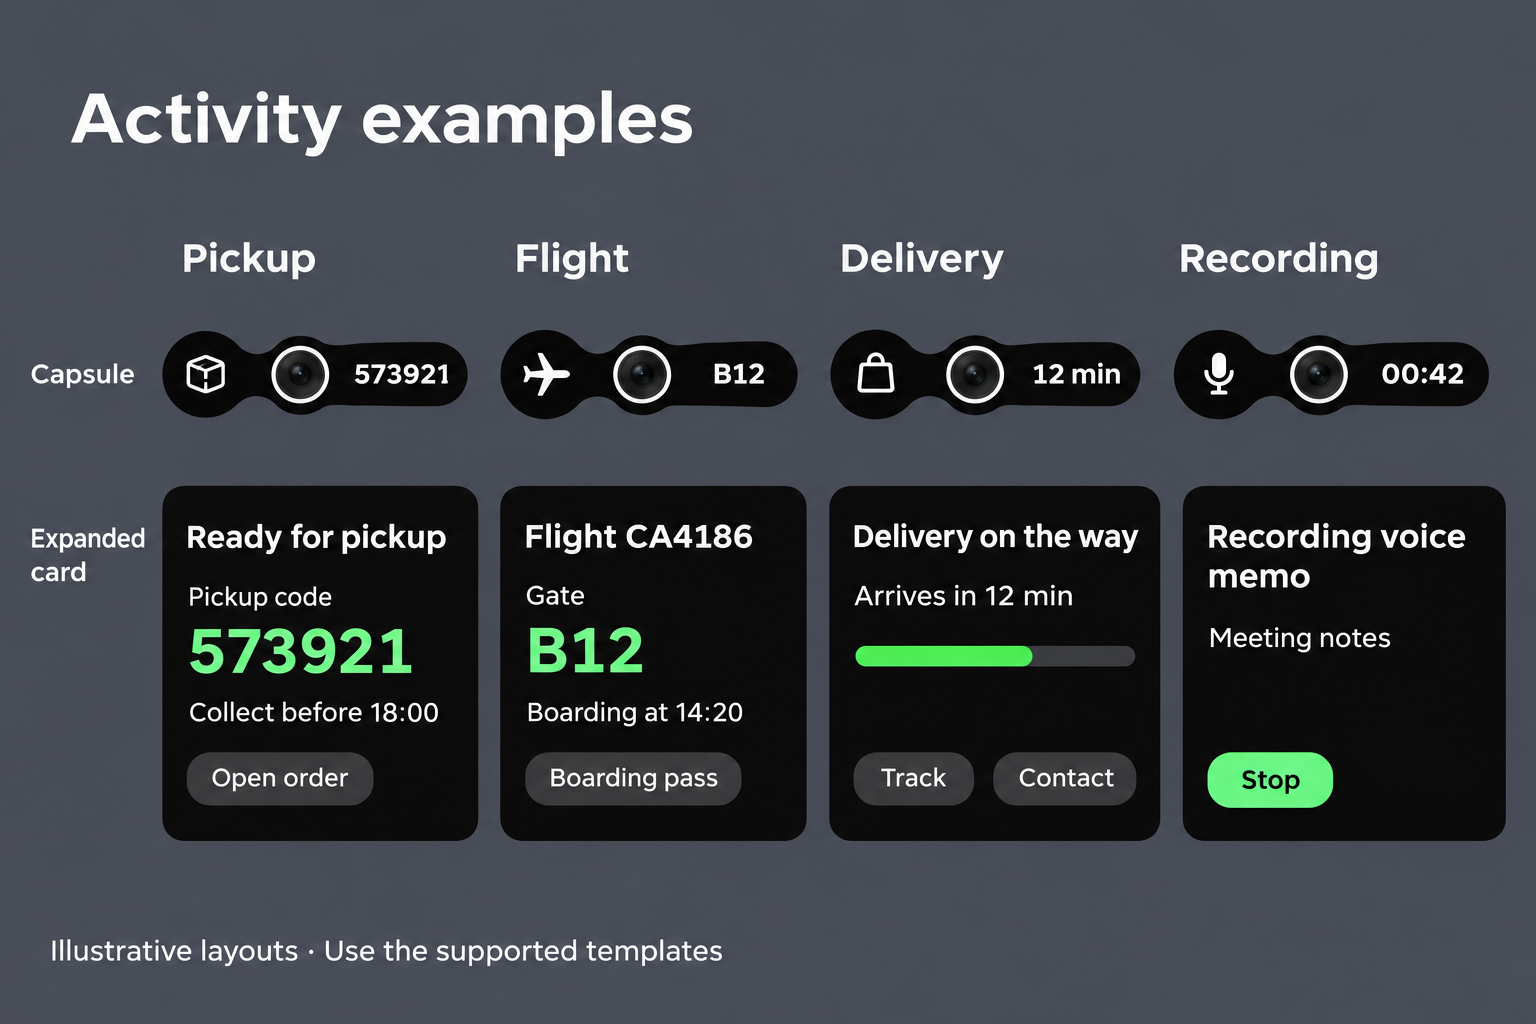 Activity examples
Pickup
Flight
Delivery
Recording
Capsule
573921
B12
12 min
00:42
Expanded
card
Ready for pickup
Pickup code
573921
Collect before 18:00
Open order
Flight CA4186
Gate
B12
Boarding at 14:20
Boarding pass
Delivery on the way
Arrives in 12 min
Track
Contact
Recording voice
memo
Meeting notes
Stop
Illustrative layouts · Use the supported templates